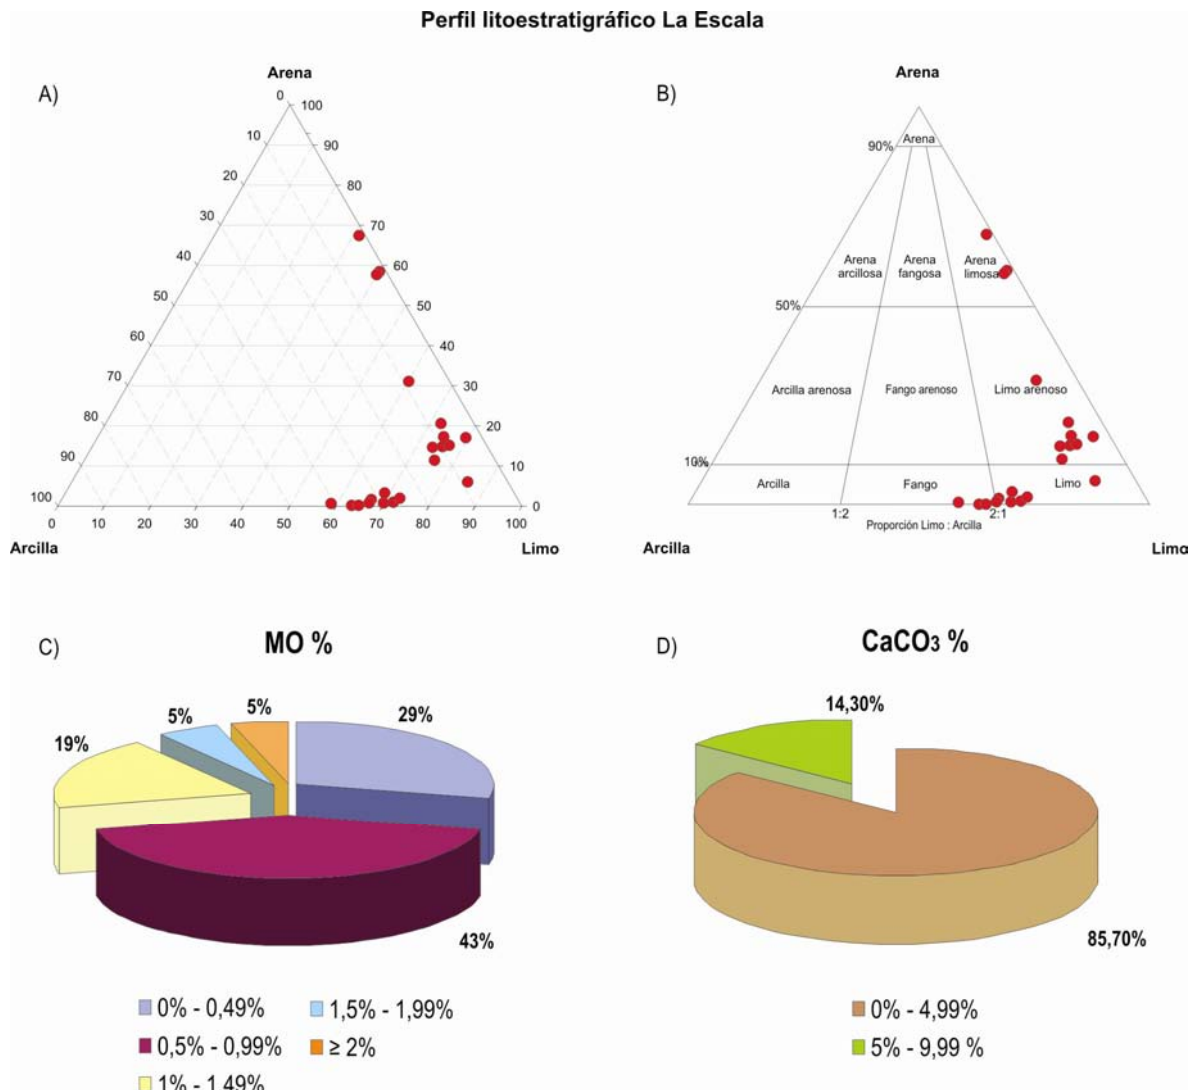 Perfil litoestratigráfico La Escala
A)
Arena
0
100
10
90
20
80
30
70
40
60
50
50
60
40
70
30
80
20
90
10
100
0
0
10
20
30
40
50
60
70
80
90
100
Arcilla
Limo
B)
Arena
Arena
90%
Arena arcillosa
Arena fangosa
Arena limosa
50%
Arcilla arenosa
Fango arenoso
Limo arenoso
10%
Arcilla
Fango
Limo
1:2
2:1
Proporción Limo : Arcilla
Arcilla
Limo
C)
MO %
5%
5%
29%
19%
43%
0% - 0,49%
1,5% - 1,99%
0,5% - 0,99%
≥ 2%
1% - 1,49%
D)
CaCO3 %
14,30%
85,70%
0% - 4,99%
5% - 9,99 %